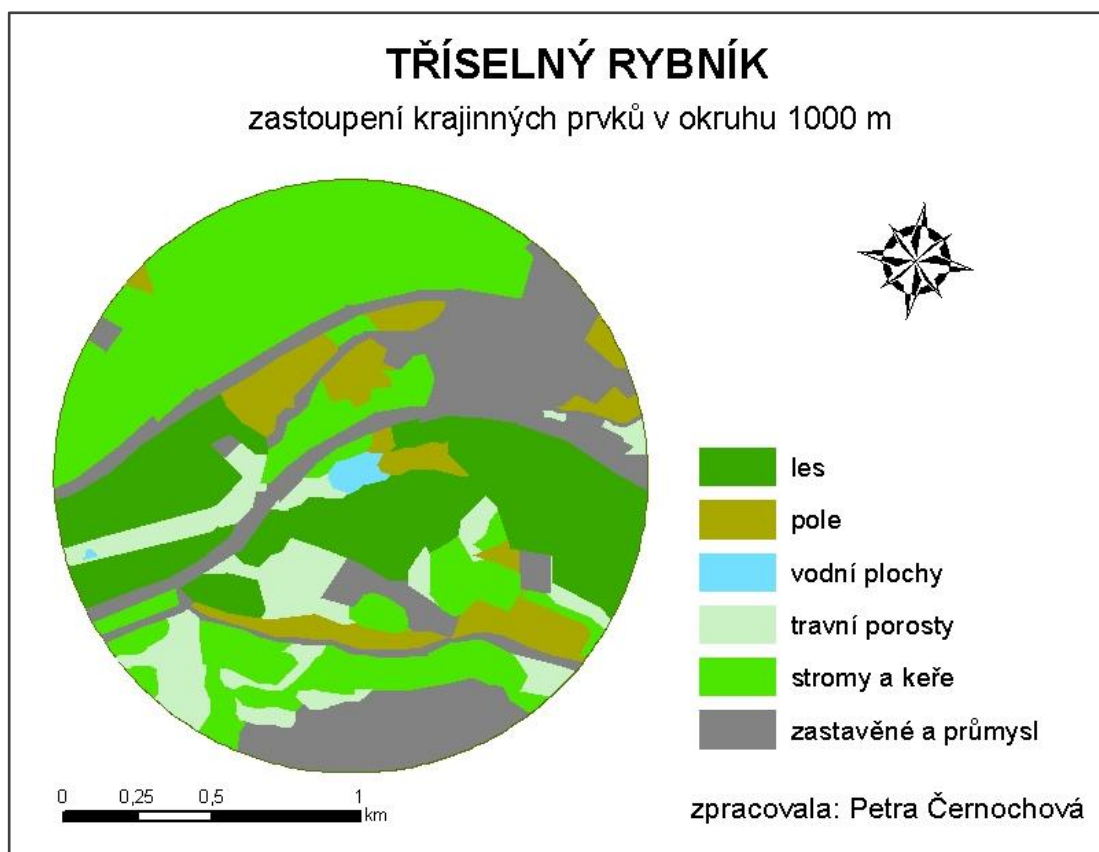 TŘÍSELNÝ RYBNÍK
zastoupení krajinných prvků v okruhu 1000 m
les
pole
vodní plochy
travní porosty
stromy a keře
zastavěné a průmysl
0 0,25 0,5 1
km
zpracovala: Petra Černochová